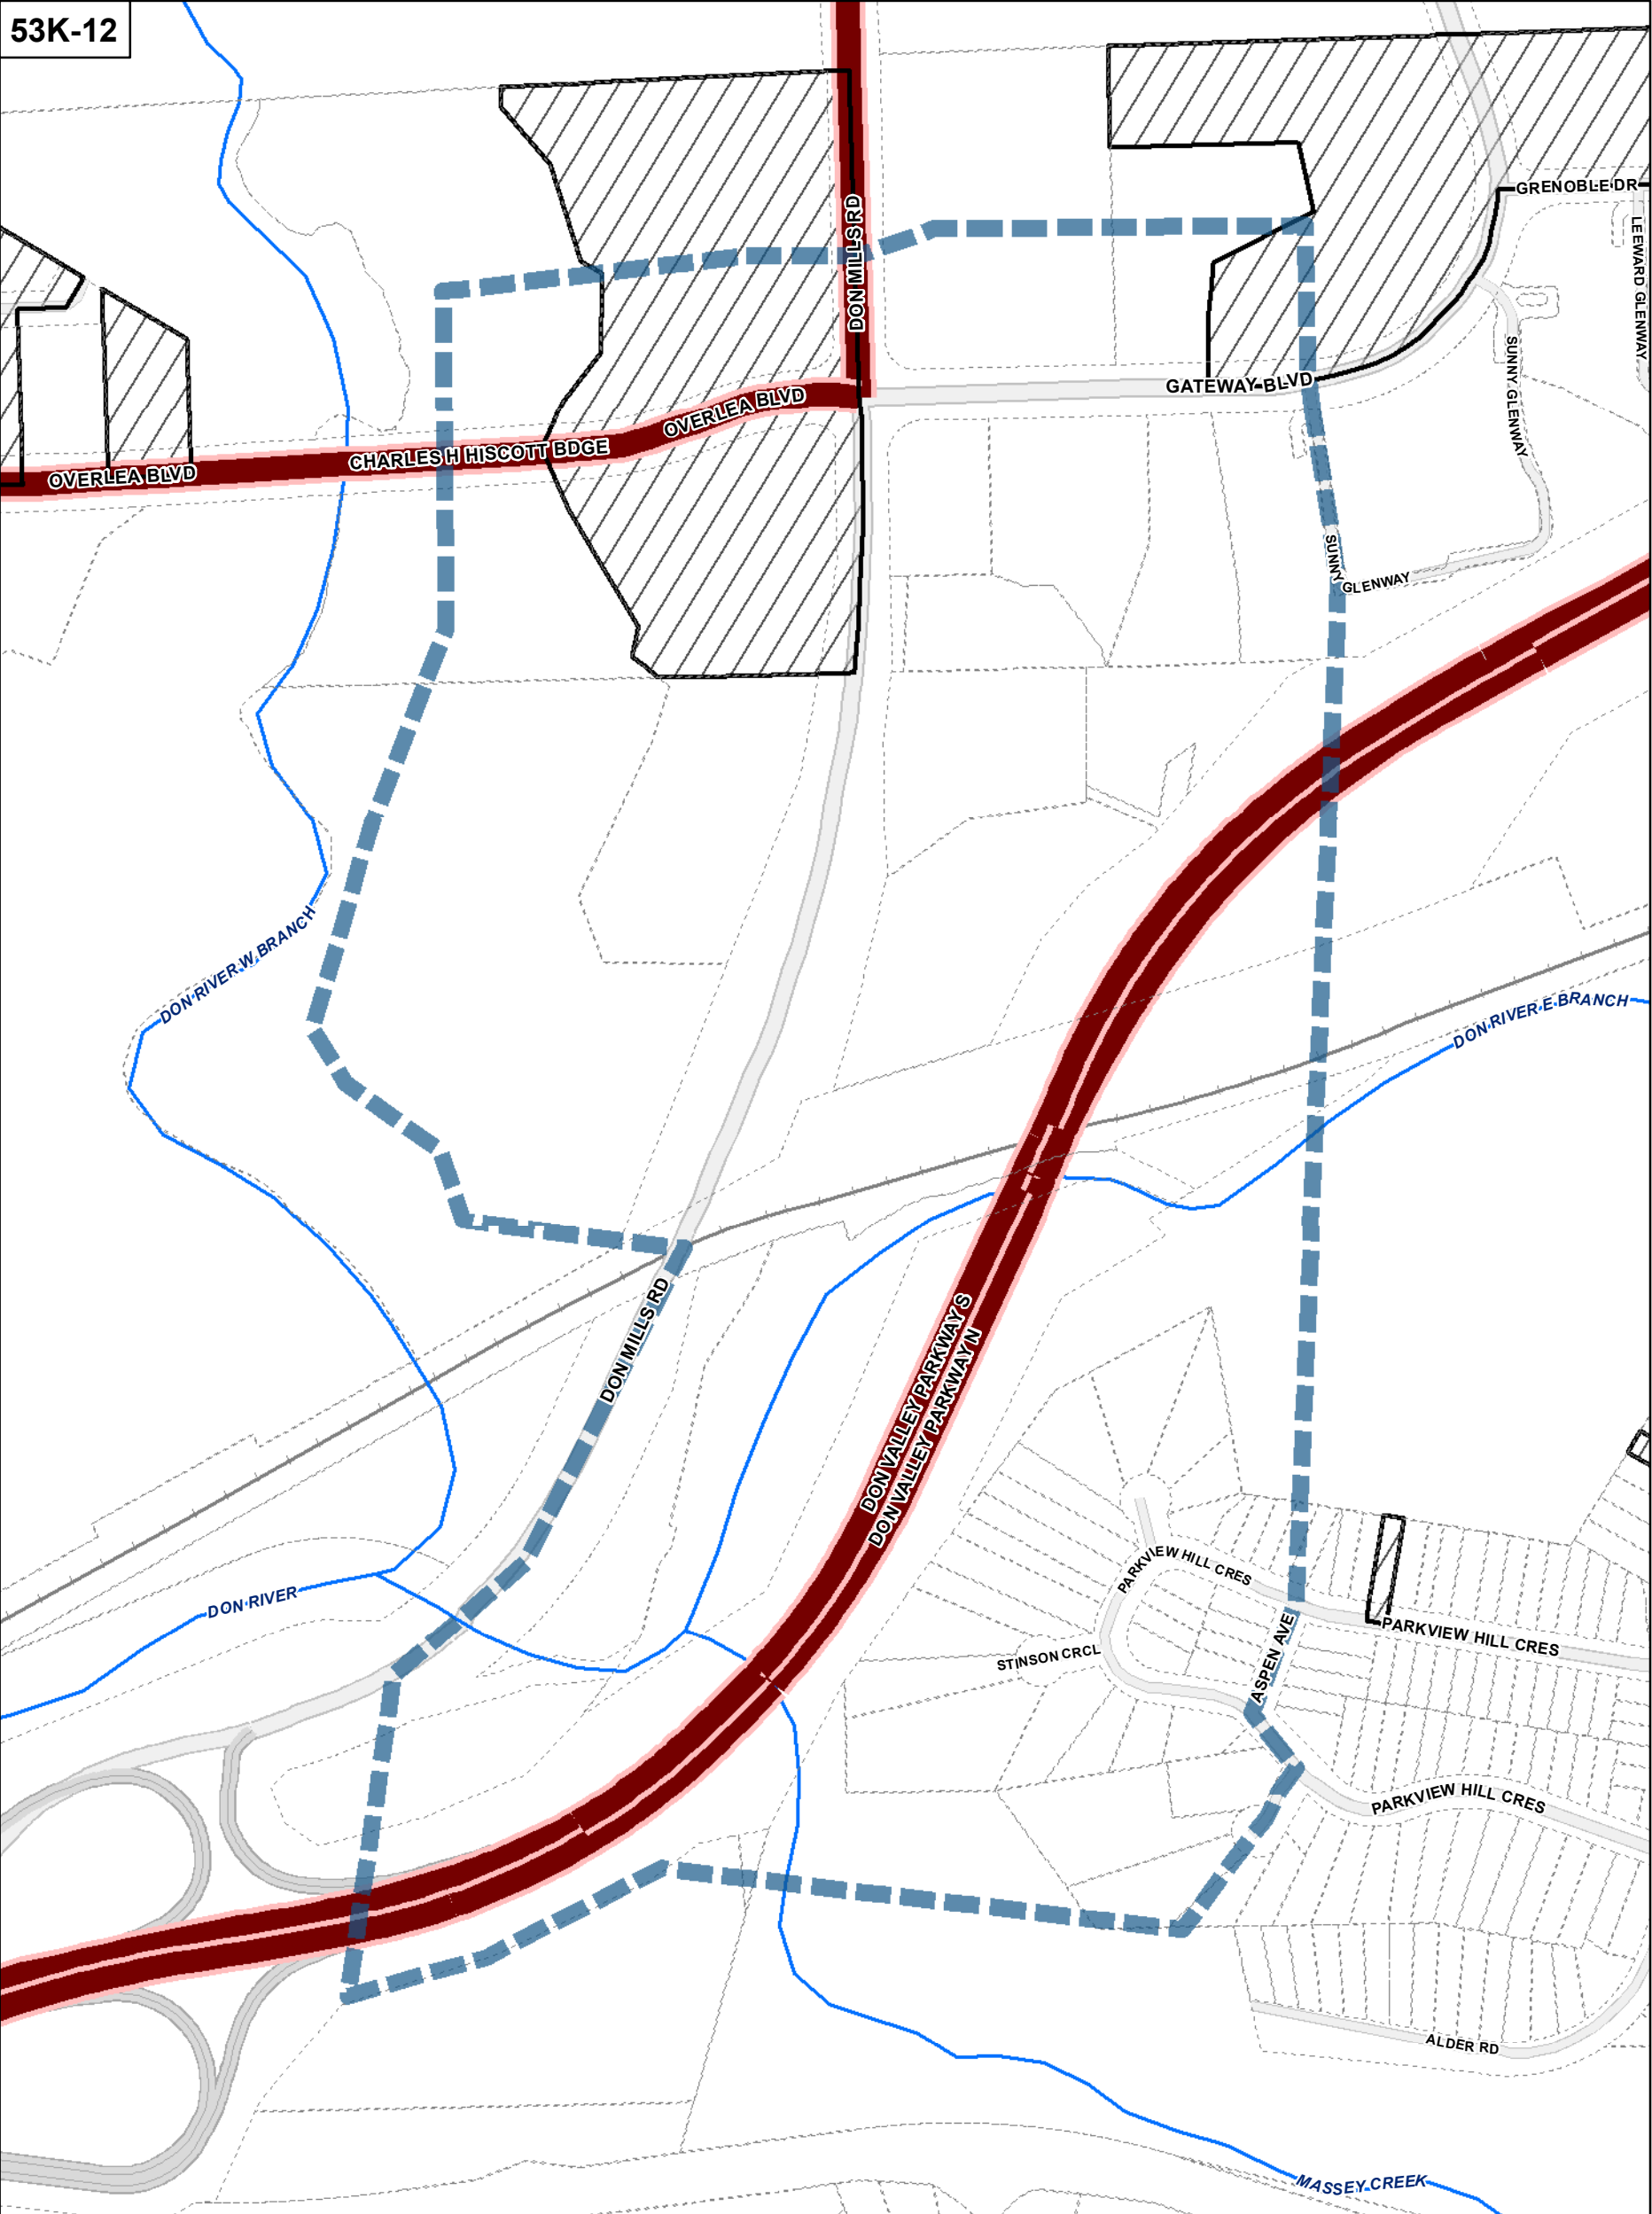 53K-12
GRENOBLE DR
DON MILLS RD
LEEWARD GLENWAY
SUNNY GLENWAY
GATEWAY BLVD
OVERLEA BLVD
CHARLES H HISCOTT BDGE
OVERLEA BLVD
SUNNY
GLENWAY
DON RIVER W BRANCH
DON RIVER E BRANCH
DON MILLS RD
DON VALLEY PARKWAY S
DON VALLEY PARKWAY N
PARKVIEW HILL CRES
DON RIVER
ASPEN AVE
PARKVIEW HILL CRES
STINSON CRCL
PARKVIEW HILL CRES
ALDER RD
MASSEY CREEK